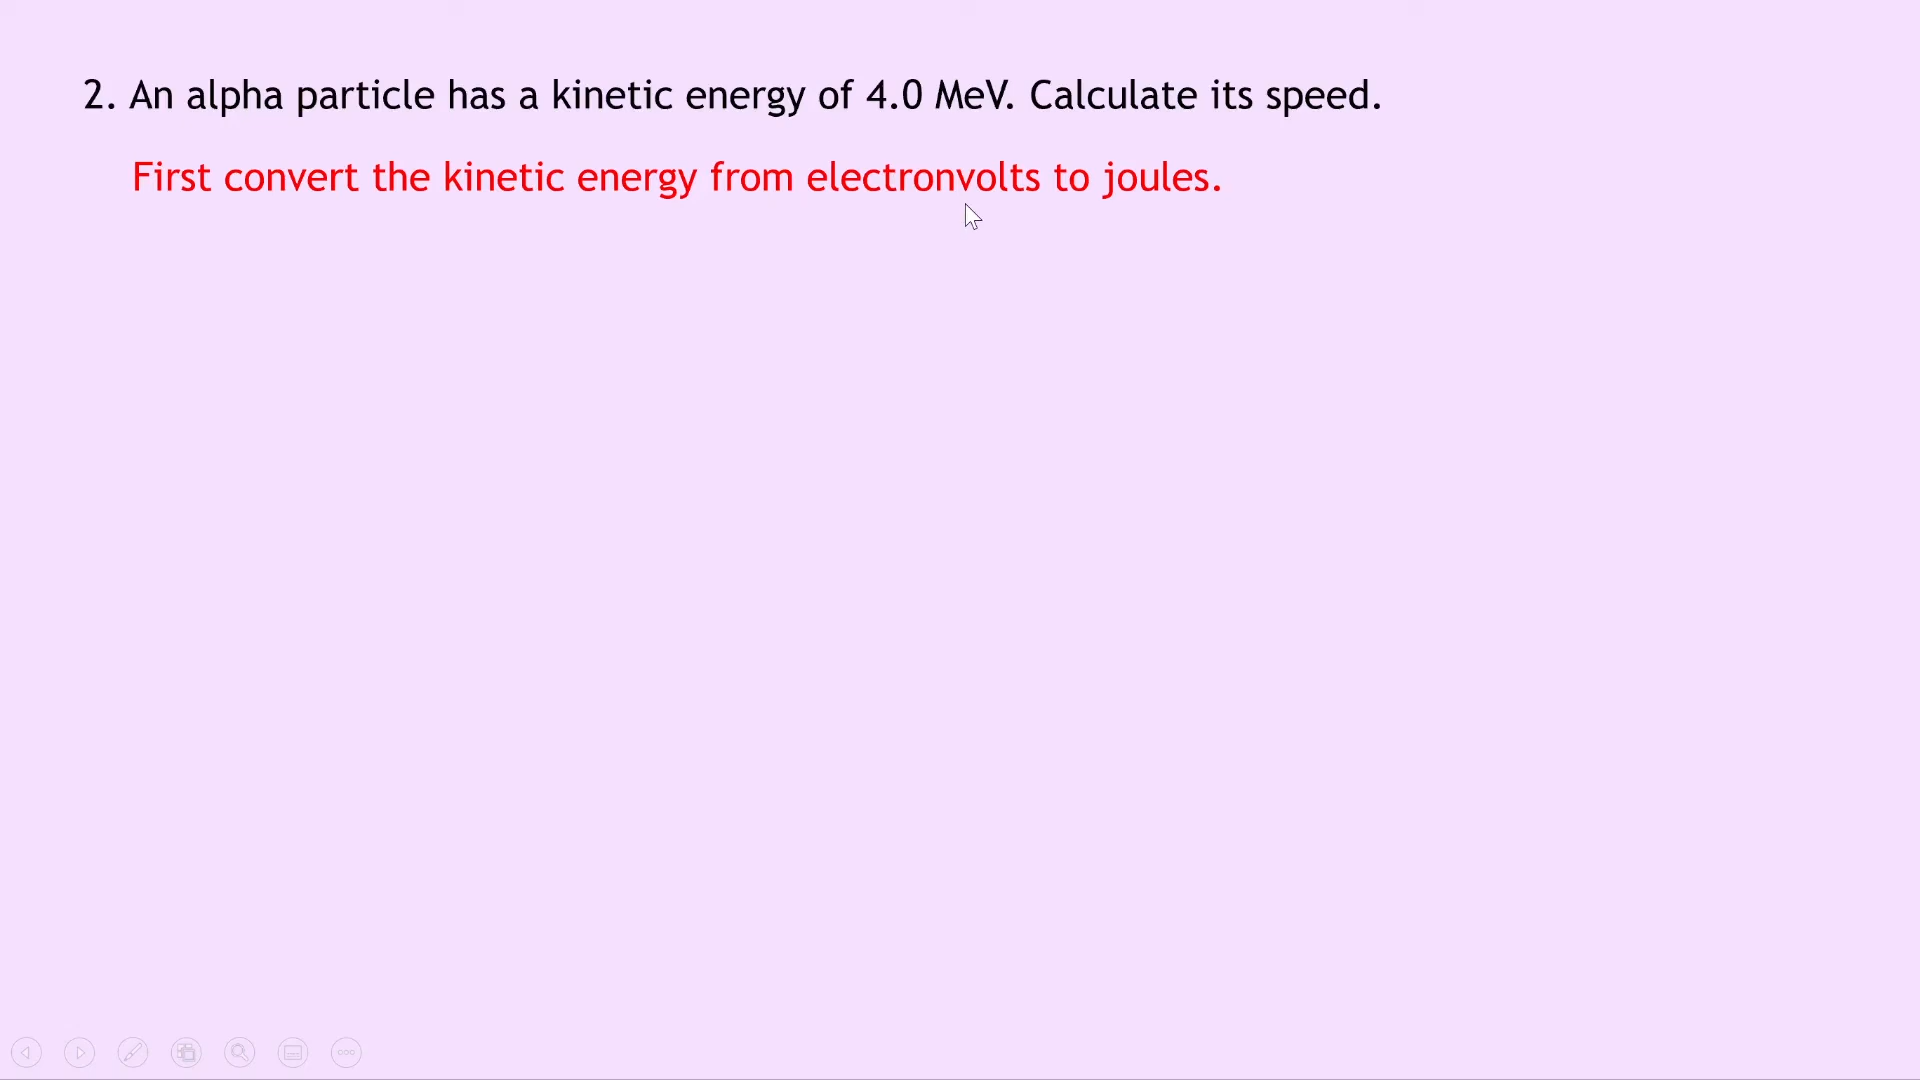 2. An alpha particle has a kinetic energy of 4.0 MeV. Calculate its speed.
First convert the kinetic energy from electronvolts to joules.